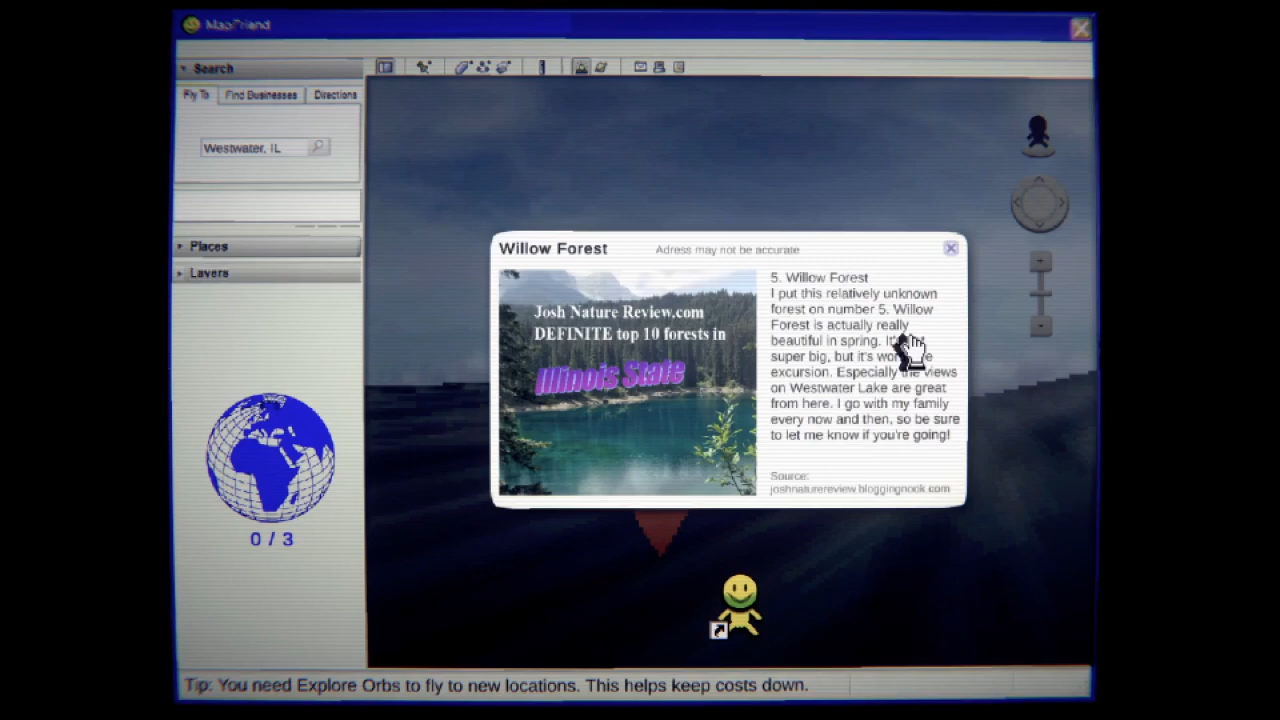 MapFriend
Search
Fly To
Find Businesses
Directions
Westwater, IL
Places
Layers
0 / 3
Willow Forest
Adress may not be accurate
Josh Nature Review.com
DEFINITE top 10 forests in
Illinois State
5. Willow Forest
I put this relatively unknown
forest on number 5. Willow
Forest is actually really
beautiful in spring.
super big, but it's
excursion. Especially the views
on Westwater Lake are great
from here. I go with my family
every now and then, so be sure
to let me know if you're going!
Source:
joshnaturereview.bloggingnook.com
Tip: You need Explore Orbs to fly to new locations. This helps keep costs down.